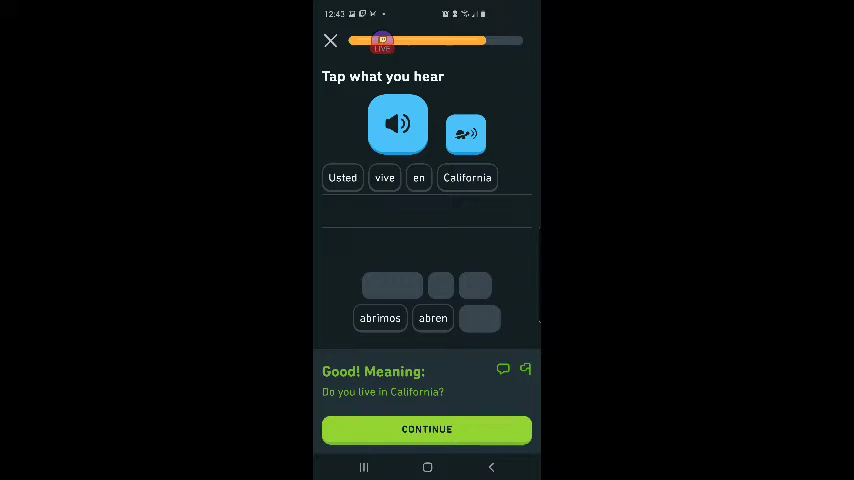 12:43
LIVE
Tap what you hear
Usted vive en California
abrimos abren
Good! Meaning:
Do you live in California?
CONTINUE